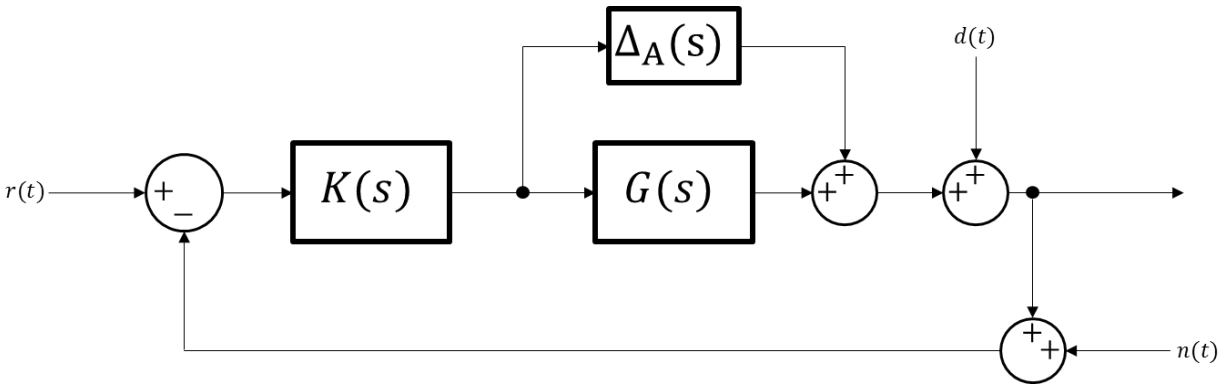 Δ_A(s)
d(t)
r(t)
+
−
K(s)
G(s)
+
+
+
+
+
+
n(t)